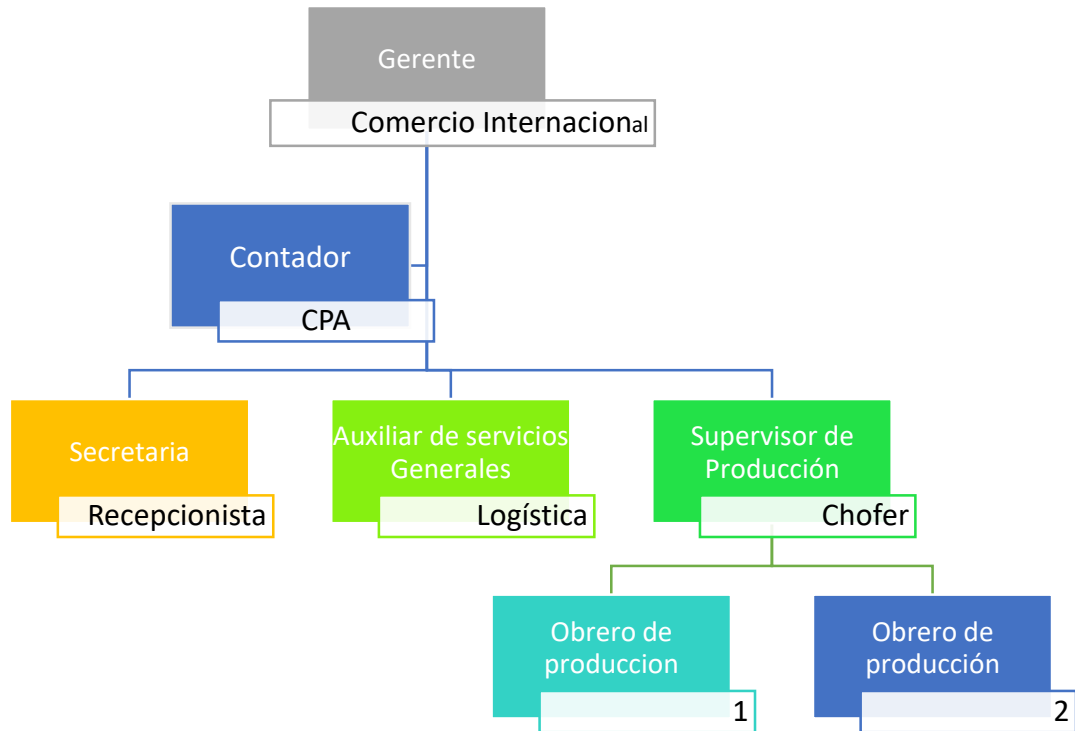 Gerente
Comercio Internacional
Contador
CPA
Secretaria
Recepcionista
Auxiliar de servicios
Generales
Logística
Supervisor de
Producción
Chofer
Obrero de
produccion
1
Obrero de
producción
2